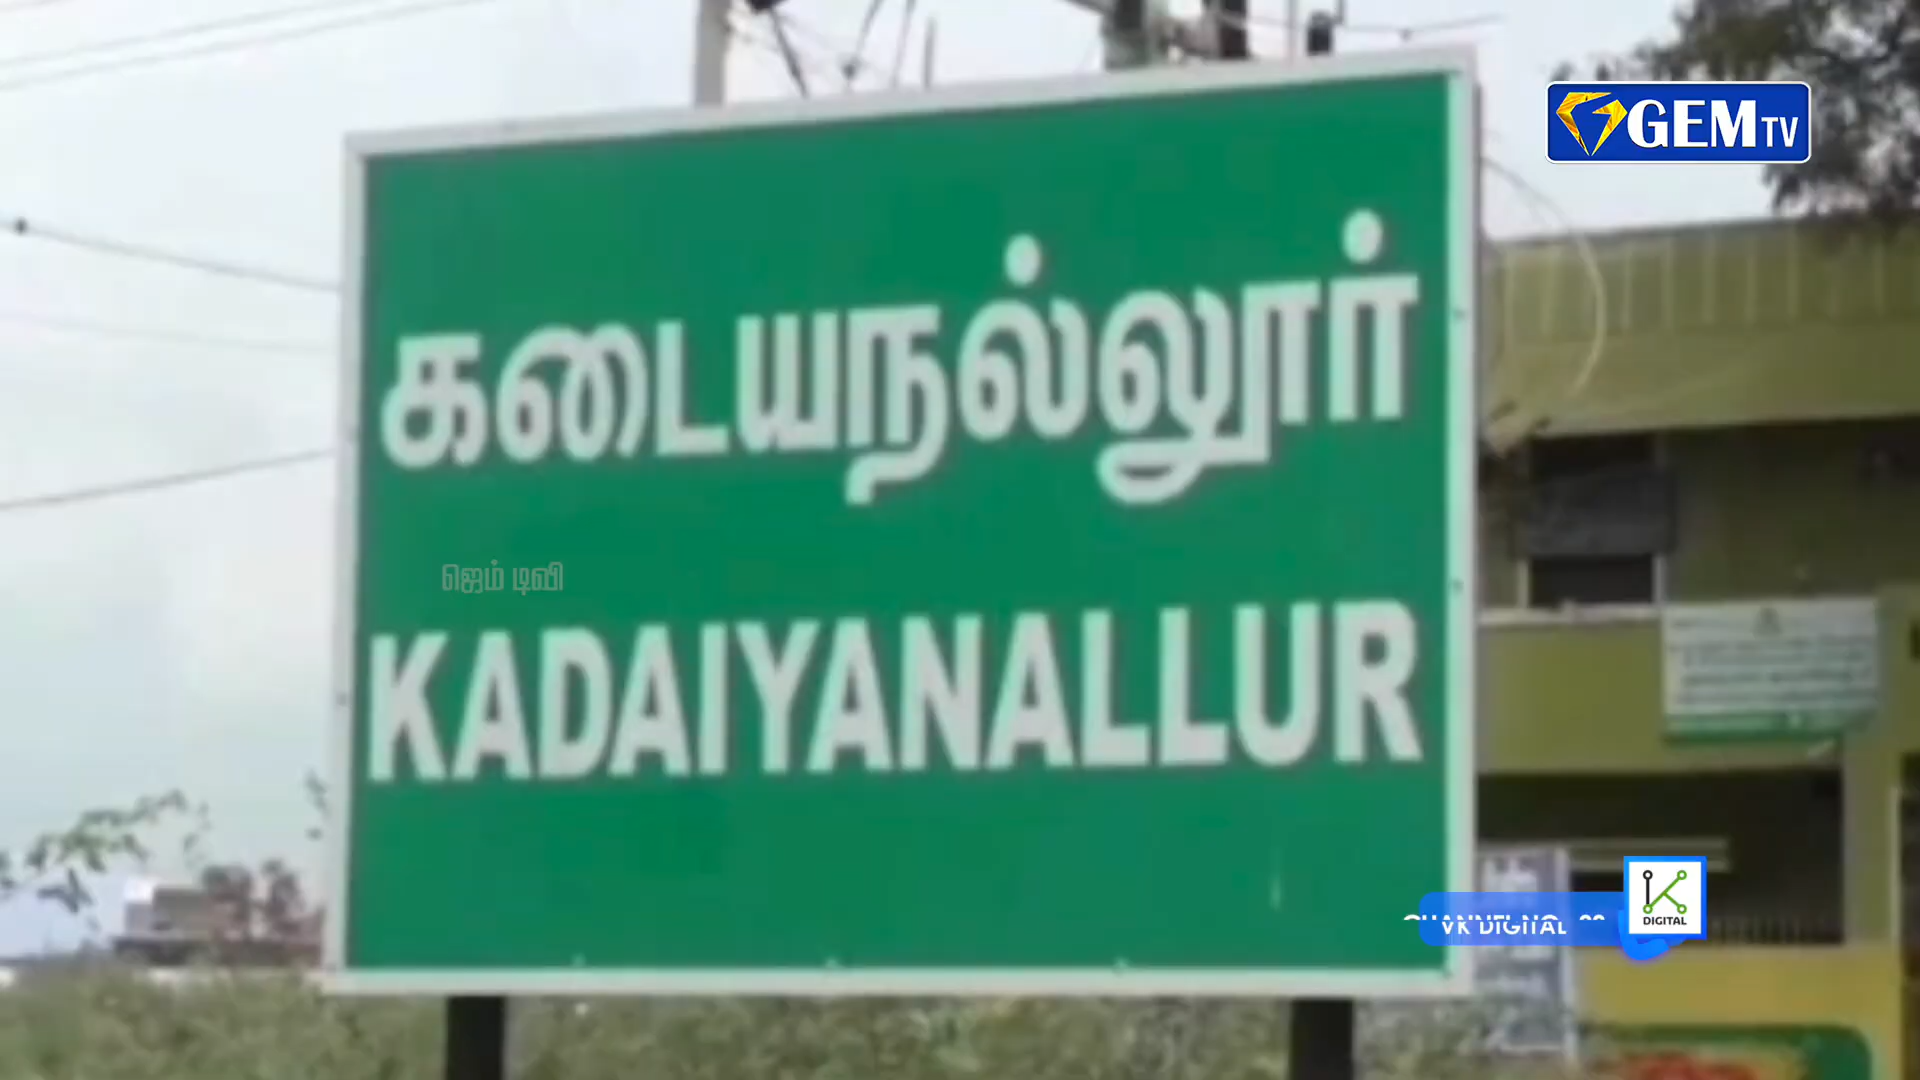 GEMTV
கடையநல்லூர்
ஜெம் டிவி
KADAIYANALLUR
VK DIGITAL
DIGITAL